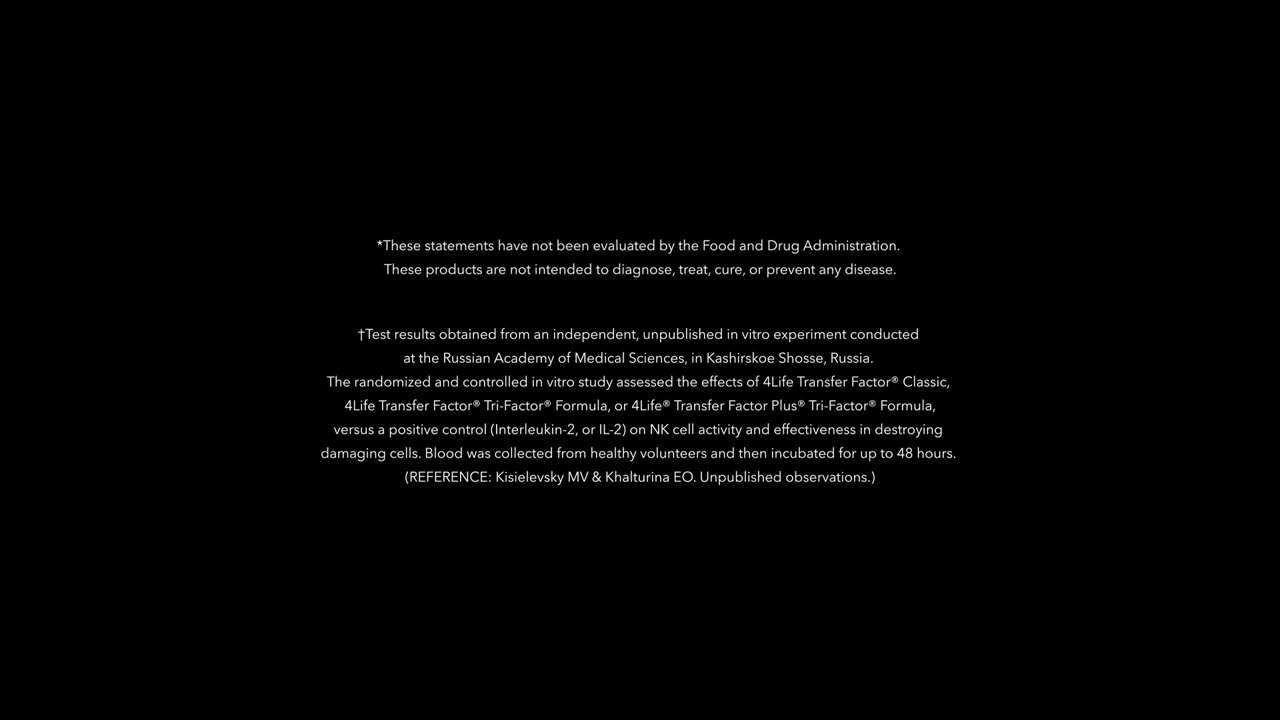 *These statements have not been evaluated by the Food and Drug Administration.
These products are not intended to diagnose, treat, cure, or prevent any disease.
†Test results obtained from an independent, unpublished in vitro experiment conducted
at the Russian Academy of Medical Sciences, in Kashirskoe Shosse, Russia.
The randomized and controlled in vitro study assessed the effects of 4Life Transfer Factor® Classic,
4Life Transfer Factor® Tri-Factor® Formula, or 4Life® Transfer Factor Plus® Tri-Factor® Formula,
versus a positive control (Interleukin-2, or IL-2) on NK cell activity and effectiveness in destroying
damaging cells. Blood was collected from healthy volunteers and then incubated for up to 48 hours.
(REFERENCE: Kisielevsky MV & Khalturina EO. Unpublished observations.)